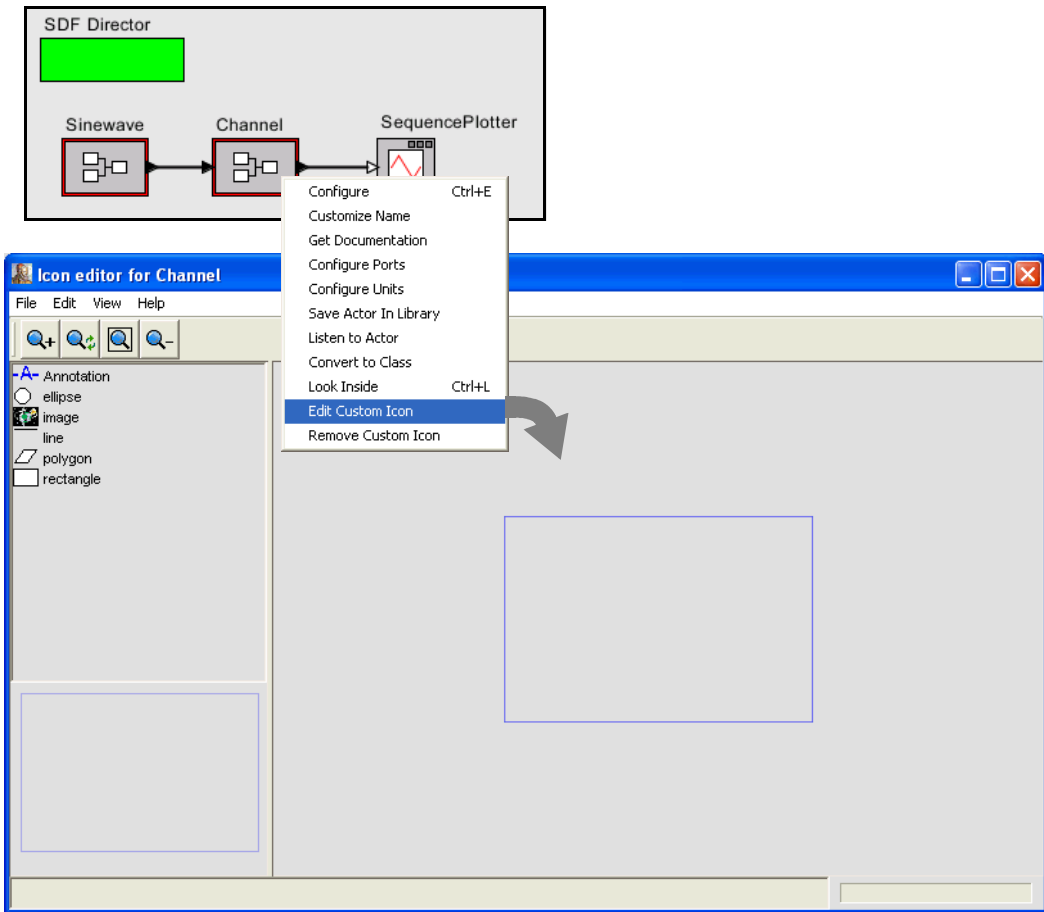 SDF Director
Sinewave Channel SequencePlotter
Configure Ctrl+E
Customize Name
Get Documentation
Configure Ports
Configure Units
Save Actor In Library
Listen to Actor
Convert to Class
Look Inside Ctrl+L
Edit Custom Icon
Remove Custom Icon
Icon editor for Channel
File Edit View Help
A Annotation
ellipse
image
line
polygon
rectangle